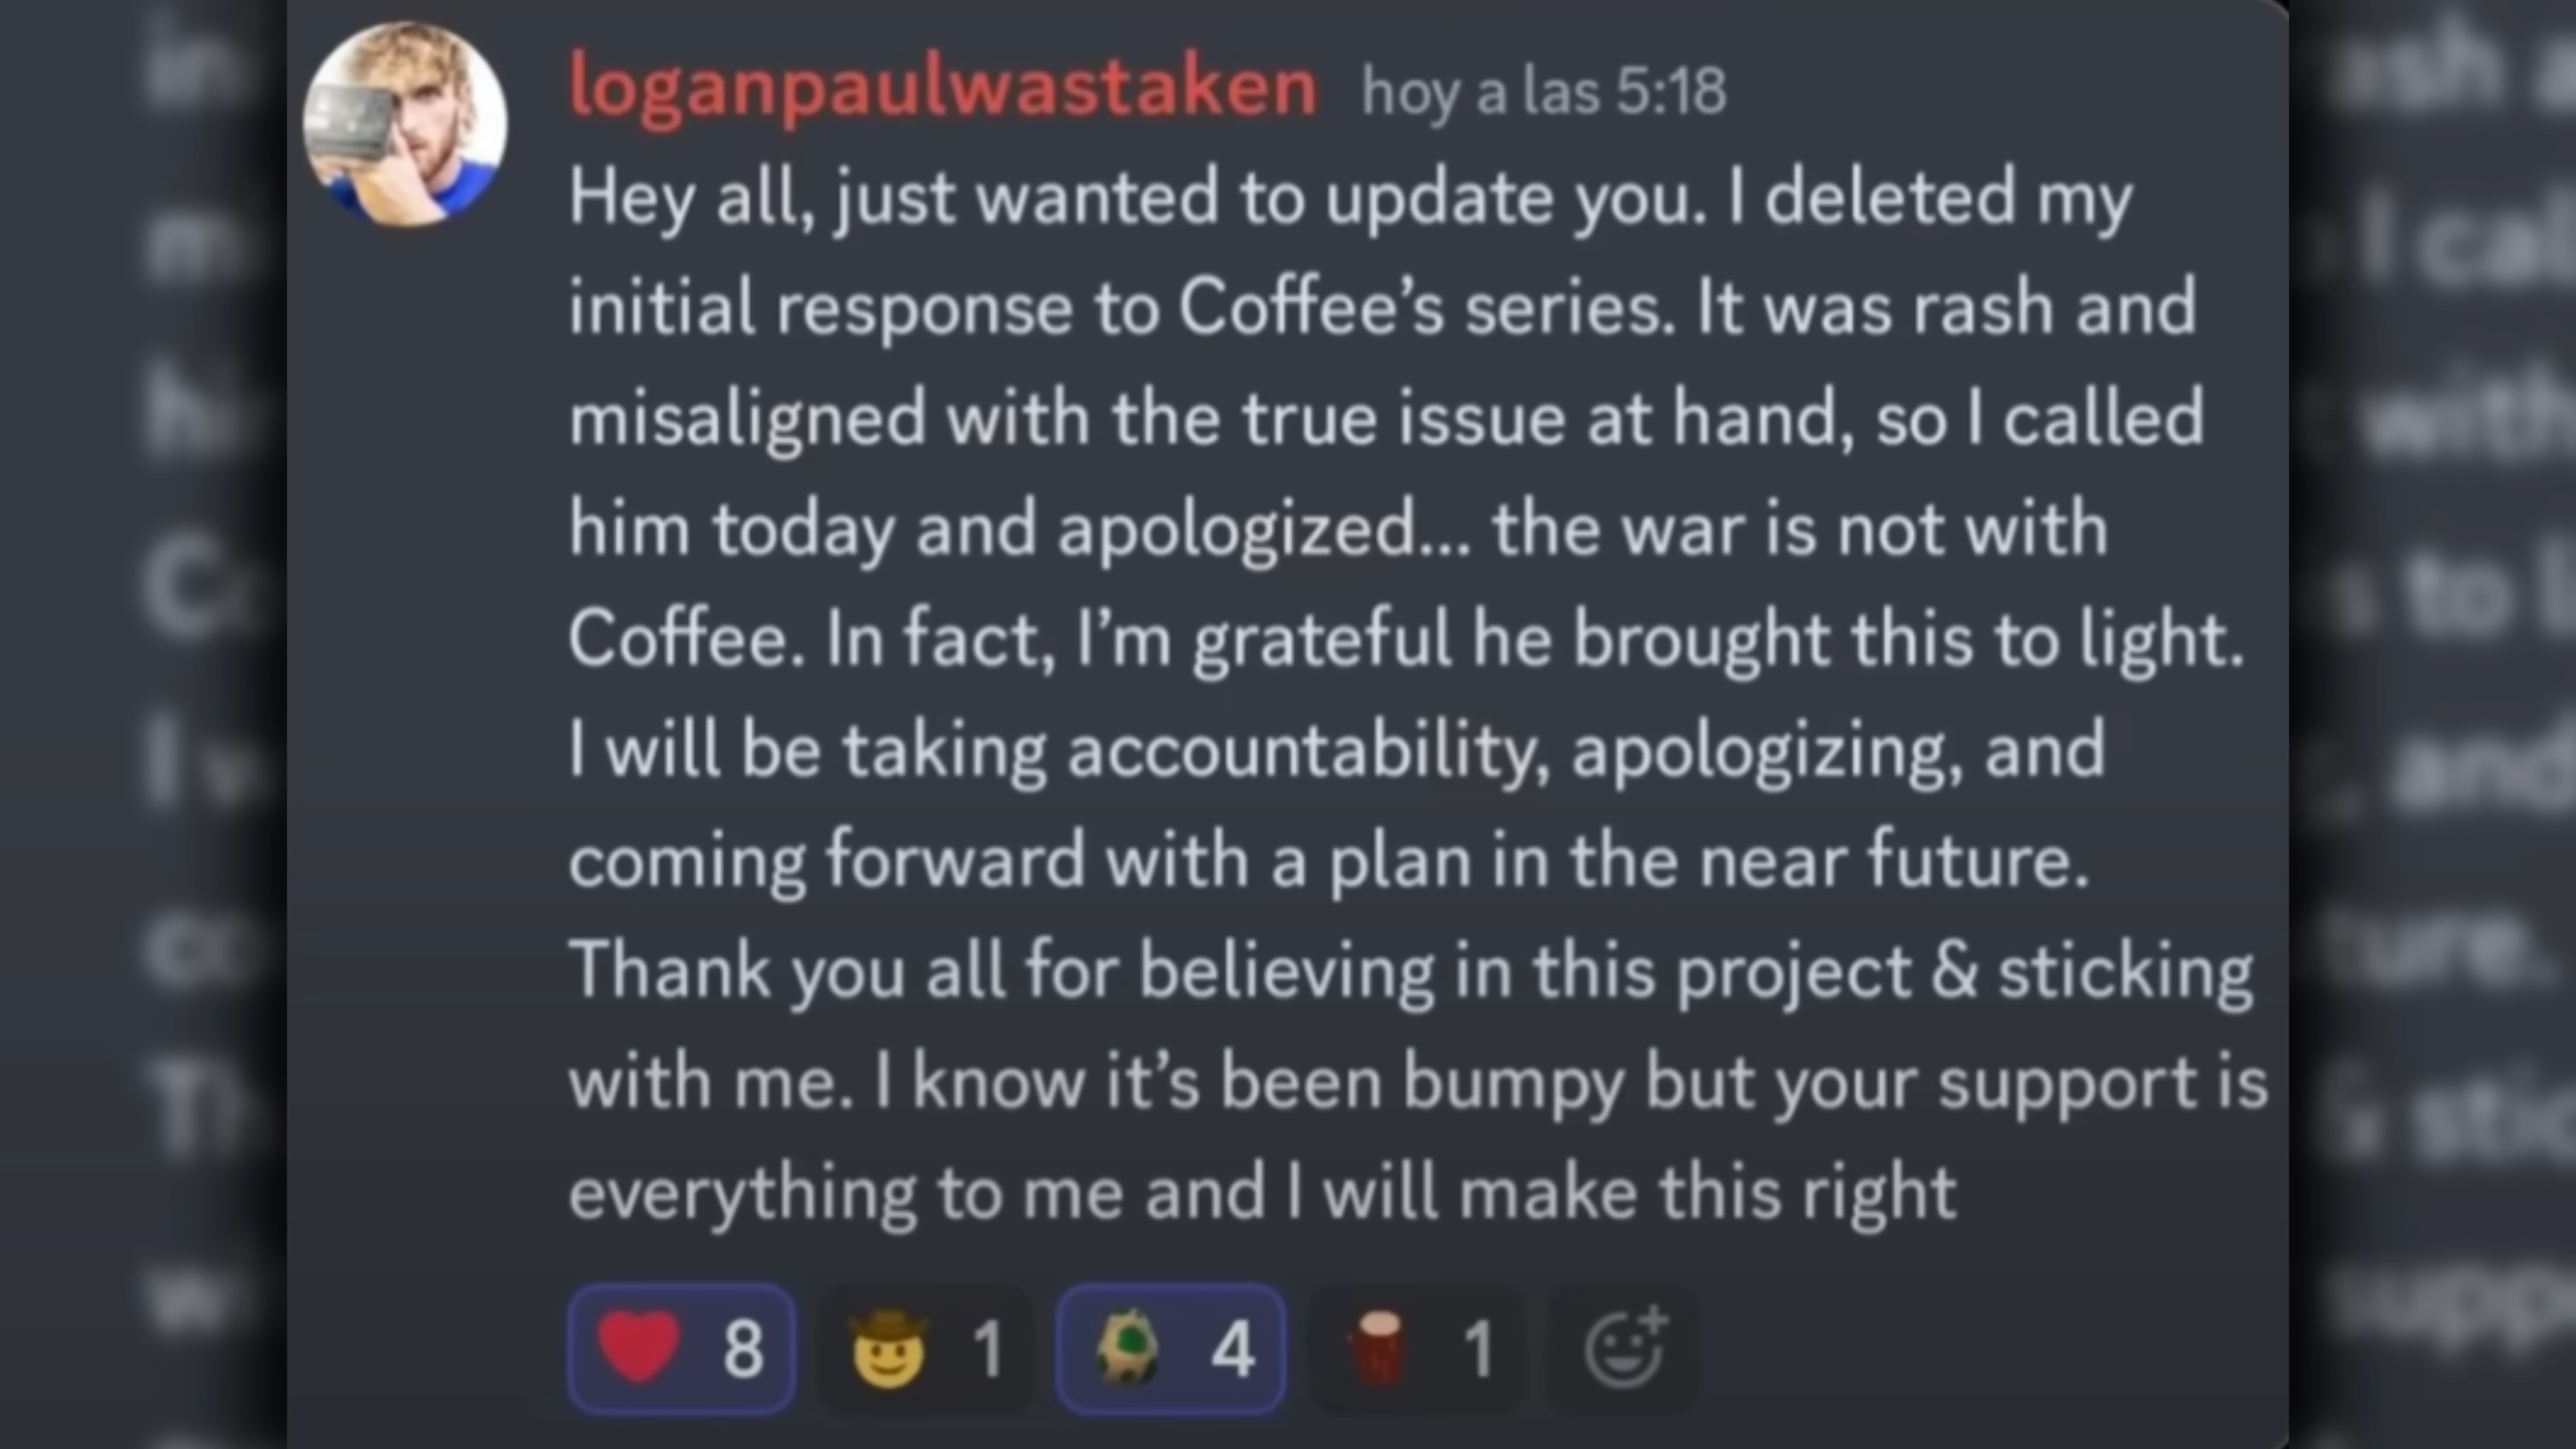 loganpaulwastaken hoy a las 5:18
Hey all, just wanted to update you. I deleted my
initial response to Coffee’s series. It was rash and
misaligned with the true issue at hand, so I called
him today and apologized... the war is not with
Coffee. In fact, I’m grateful he brought this to light.
I will be taking accountability, apologizing, and
coming forward with a plan in the near future.
Thank you all for believing in this project & sticking
with me. I know it’s been bumpy but your support is
everything to me and I will make this right
8 1 4 1